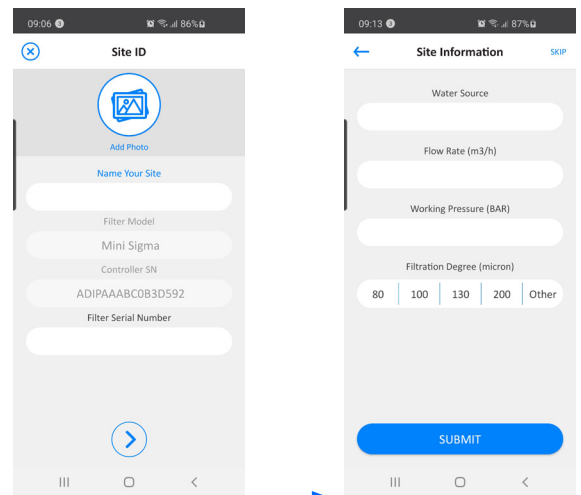 09:06 3 86%
Site ID
Add Photo
Name Your Site
Filter Model
Mini Sigma
Controller SN
ADIPAAABC0B3D592
Filter Serial Number
09:13 3 87%
Site Information SKIP
Water Source
Flow Rate (m3/h)
Working Pressure (BAR)
Filtration Degree (micron)
80 100 130 200 Other
SUBMIT